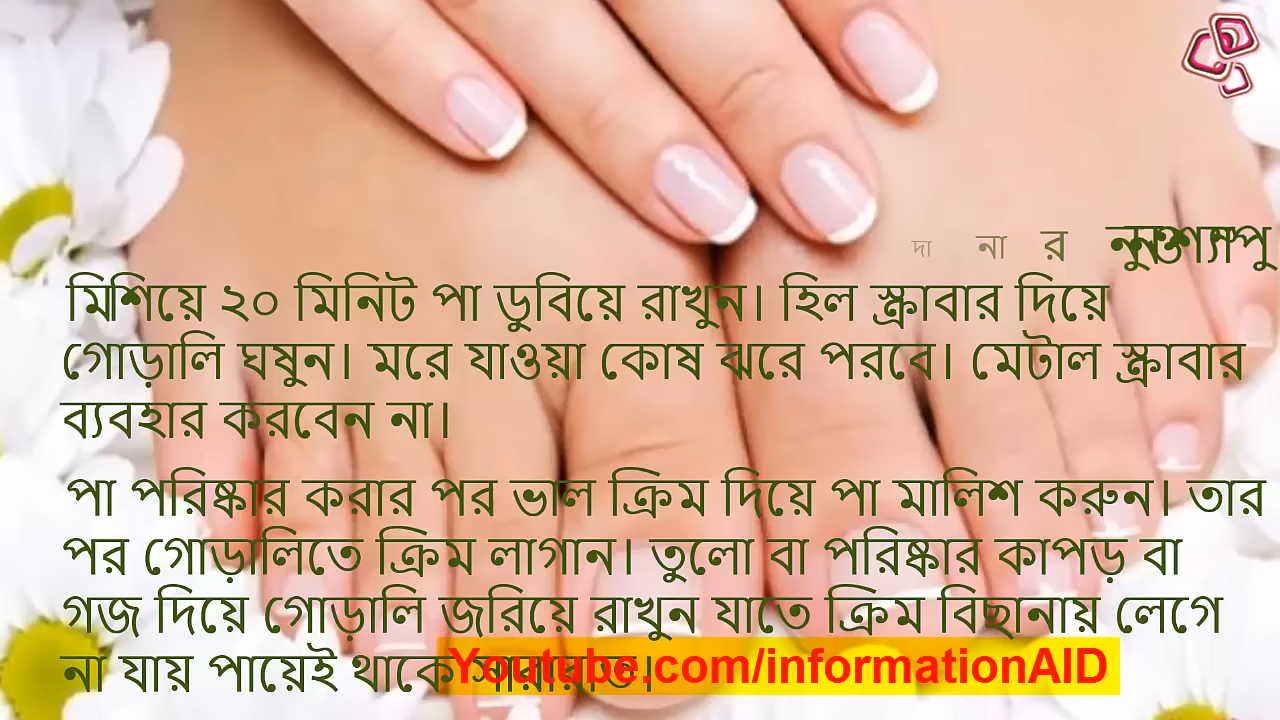 দা না র
মিশিয়ে ২০ মিনিট পা ডুবিয়ে রাখুন। হিল স্ক্রাবার দিয়ে
গোড়ালি ঘষুন। মরে যাওয়া কোষ ঝরে পরবে। মেটাল স্ক্রাবার
ব্যবহার করবেন না।
পা পরিষ্কার করার পর ভাল ক্রিম দিয়ে পা মালিশ করুন। তার
পর গোড়ালিতে ক্রিম লাগান। তুলো বা পরিষ্কার কাপড় বা
গজ দিয়ে গোড়ালি জরিয়ে রাখুন যাতে ক্রিম বিছানায় লেগে
না যায় পায়েই থাকে সারারাত।
Youtube.com/informationAID